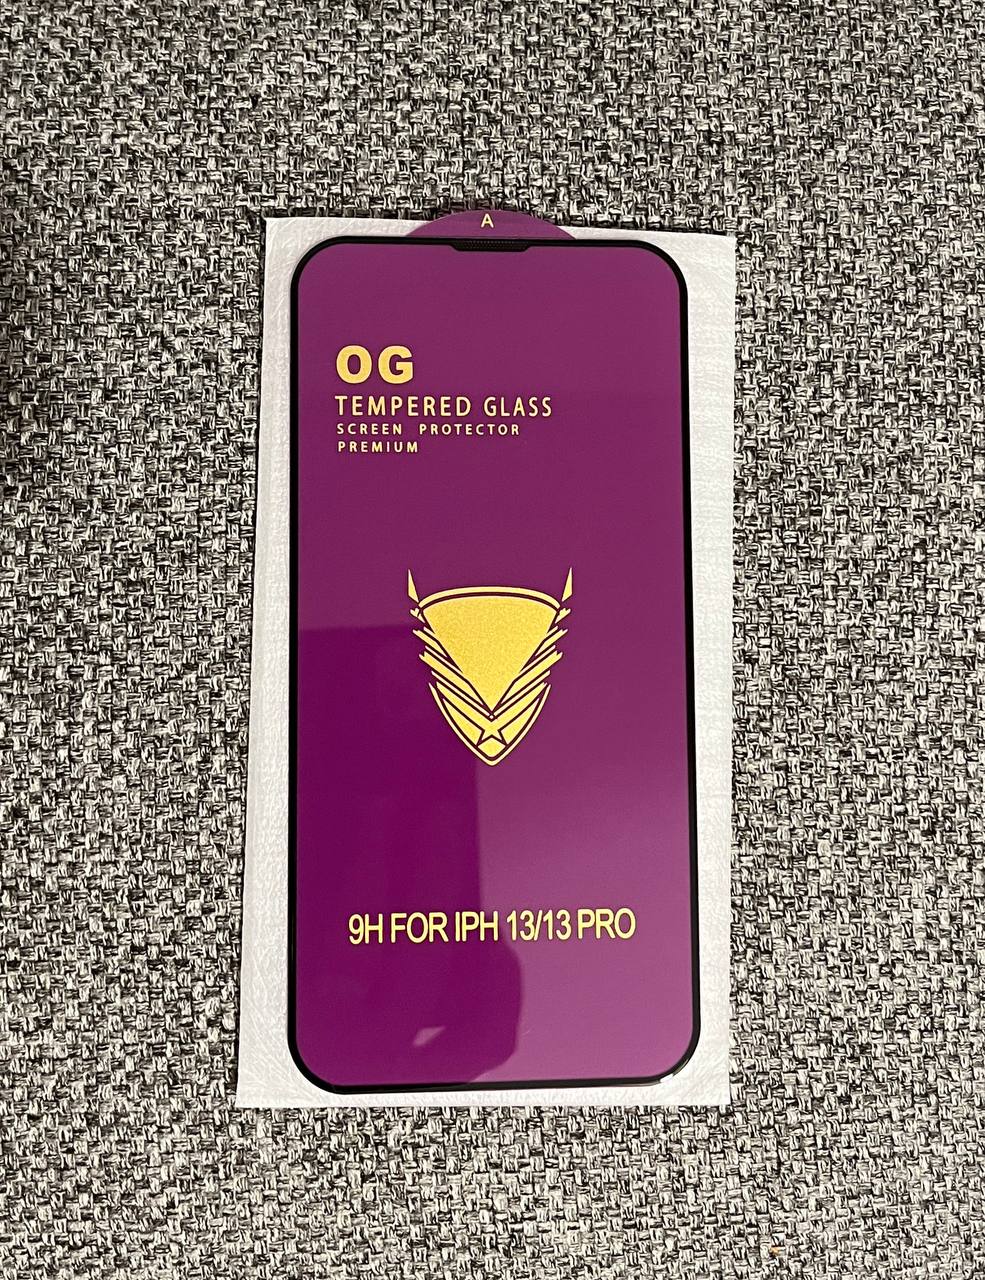 A
OG
TEMPERED GLASS
SCREEN PROTECTOR
PREMIUM
9H FOR IPH 13/13 PRO